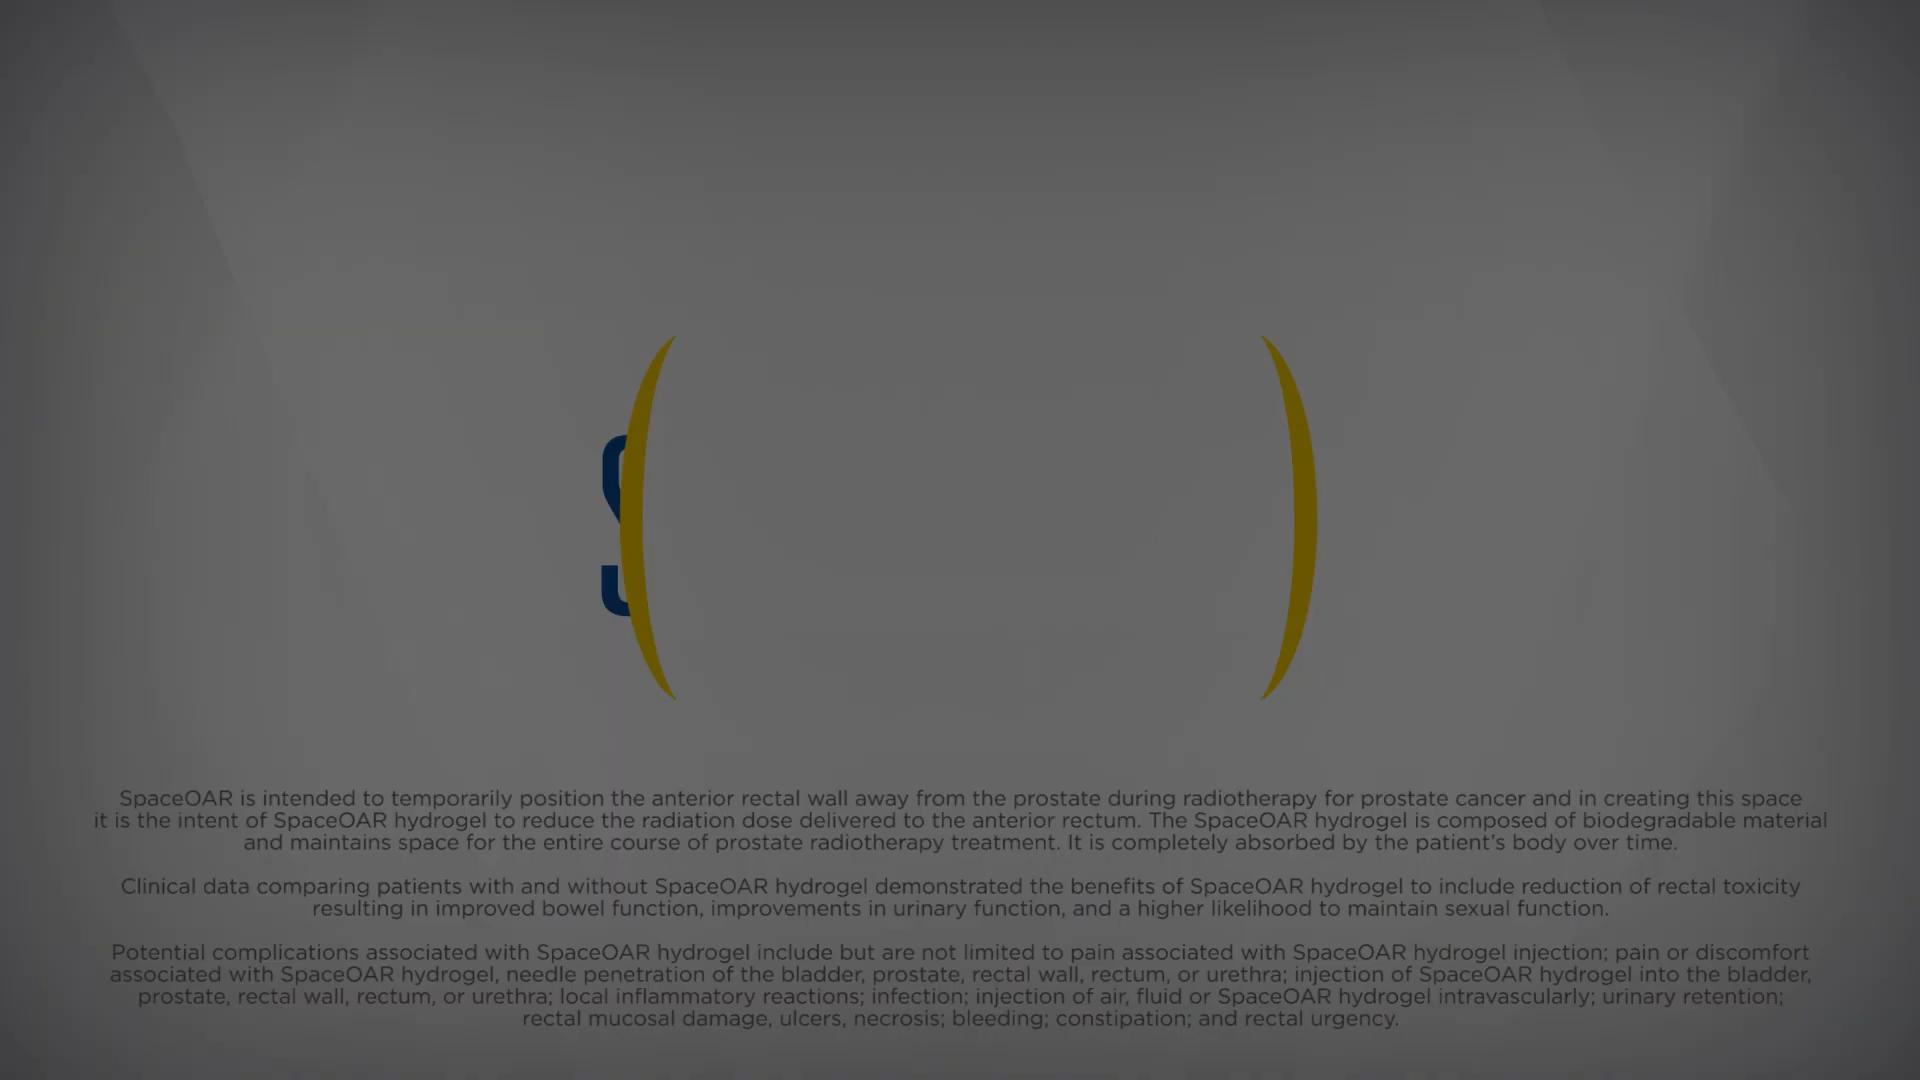 S
SpaceOAR is intended to temporarily position the anterior rectal wall away from the prostate during radiotherapy for prostate cancer and in creating this space
it is the intent of SpaceOAR hydrogel to reduce the radiation dose delivered to the anterior rectum. The SpaceOAR hydrogel is composed of biodegradable material
and maintains space for the entire course of prostate radiotherapy treatment. It is completely absorbed by the patient's body over time.
Clinical data comparing patients with and without SpaceOAR hydrogel demonstrated the benefits of SpaceOAR hydrogel to include reduction of rectal toxicity
resulting in improved bowel function, improvements in urinary function, and a higher likelihood to maintain sexual function.
Potential complications associated with SpaceOAR hydrogel include but are not limited to pain associated with SpaceOAR hydrogel injection; pain or discomfort
associated with SpaceOAR hydrogel, needle penetration of the bladder, prostate, rectal wall, rectum, or urethra; injection of SpaceOAR hydrogel into the bladder,
prostate, rectal wall, rectum, or urethra; local inflammatory reactions; infection; injection of air, fluid or SpaceOAR hydrogel intravascularly; urinary retention;
rectal mucosal damage, ulcers, necrosis; bleeding; constipation; and rectal urgency.